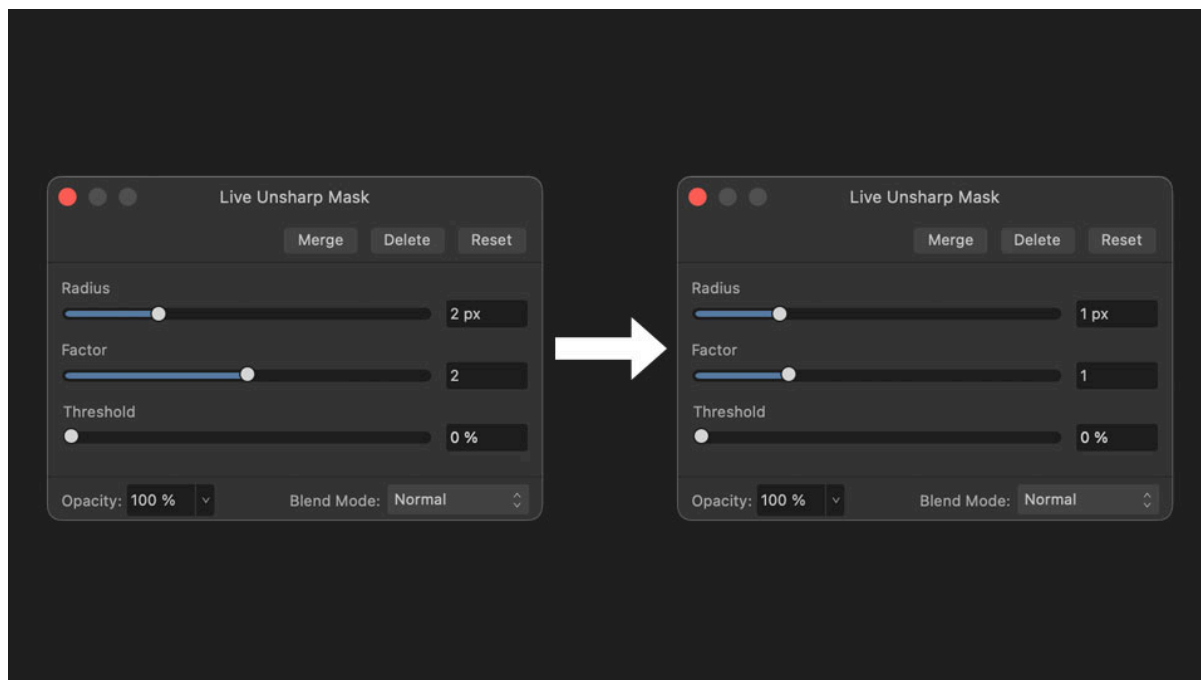 Live Unsharp Mask
Merge Delete Reset
Radius
2 px
Factor
2
Threshold
0 %
Opacity: 100 % Blend Mode: Normal
Live Unsharp Mask
Merge Delete Reset
Radius
1 px
Factor
1
Threshold
0 %
Opacity: 100 % Blend Mode: Normal